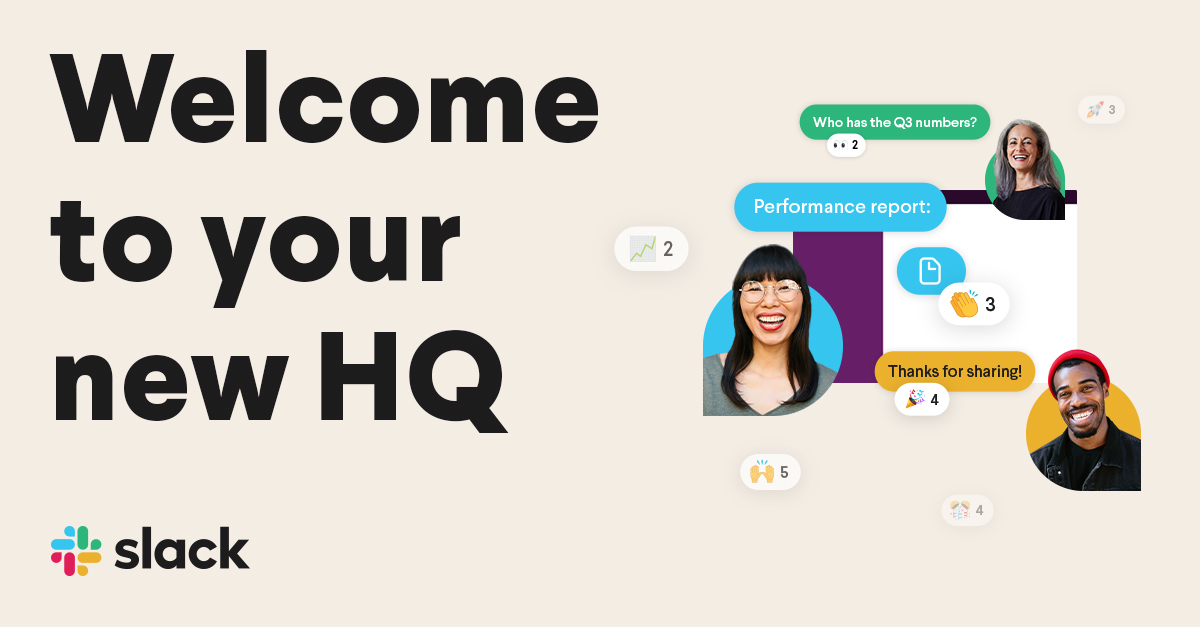 Welcome
to your
new HQ
slack
Who has the Q3 numbers?
2
3
Performance report:
2
3
Thanks for sharing!
4
5
4